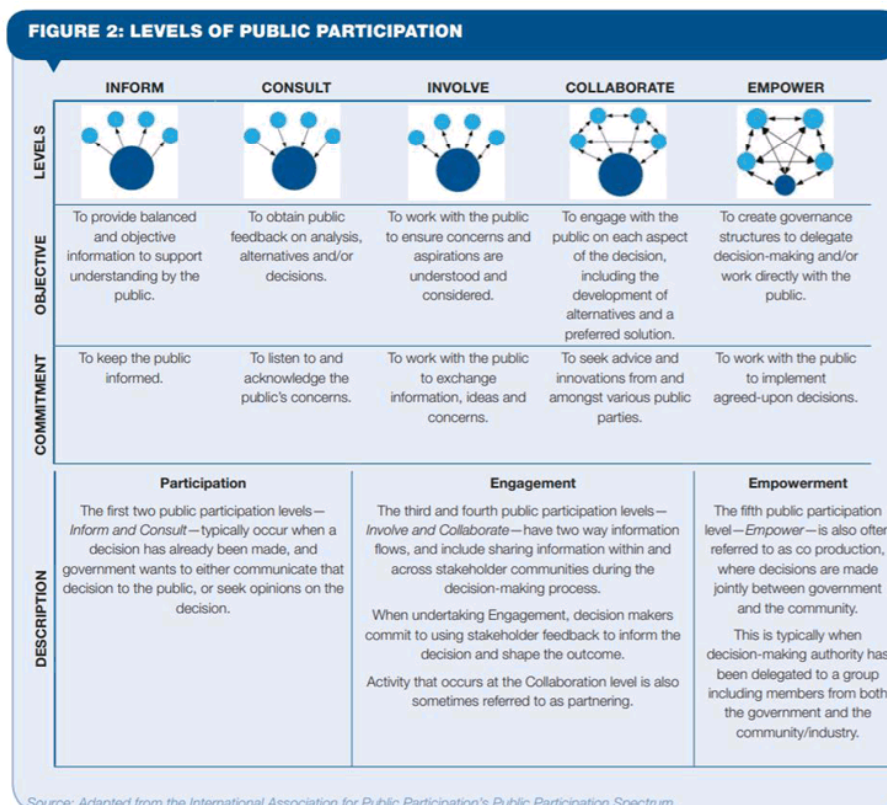 FIGURE 2: LEVELS OF PUBLIC PARTICIPATION
INFORM
CONSULT
INVOLVE
COLLABORATE
EMPOWER
LEVELS
OBJECTIVE
To provide balanced
and objective
information to support
understanding by the
public.
To obtain public
feedback on analysis,
alternatives and/or
decisions.
To work with the public
to ensure concerns and
aspirations are
understood and
considered.
To engage with the
public on each aspect
of the decision,
including the
development of
alternatives and a
preferred solution.
To create governance
structures to delegate
decision-making and/or
work directly with the
public.
COMMITMENT
To keep the public
informed.
To listen to and
acknowledge the
public's concerns.
To work with the public
to exchange
information, ideas and
concerns.
To seek advice and
innovations from and
amongst various public
parties.
To work with the public
to implement
agreed-upon decisions.
DESCRIPTION
Participation
The first two public participation levels—
Inform and Consult—typically occur when a
decision has already been made, and
government wants to either communicate that
decision to the public, or seek opinions on the
decision.
Engagement
The third and fourth public participation levels—
Involve and Collaborate—have two way information
flows, and include sharing information within and
across stakeholder communities during the
decision-making process.
When undertaking Engagement, decision makers
commit to using stakeholder feedback to inform the
decision and shape the outcome.
Activity that occurs at the Collaboration level is also
sometimes referred to as partnering.
Empowerment
The fifth public participation
level—Empower—is also often
referred to as co production,
where decisions are made
jointly between government
and the community.
This is typically when
decision-making authority has
been delegated to a group
including members from both
the government and the
community/industry.
Source: Adapted from the International Association for Public Participation's Public Participation Spectrum